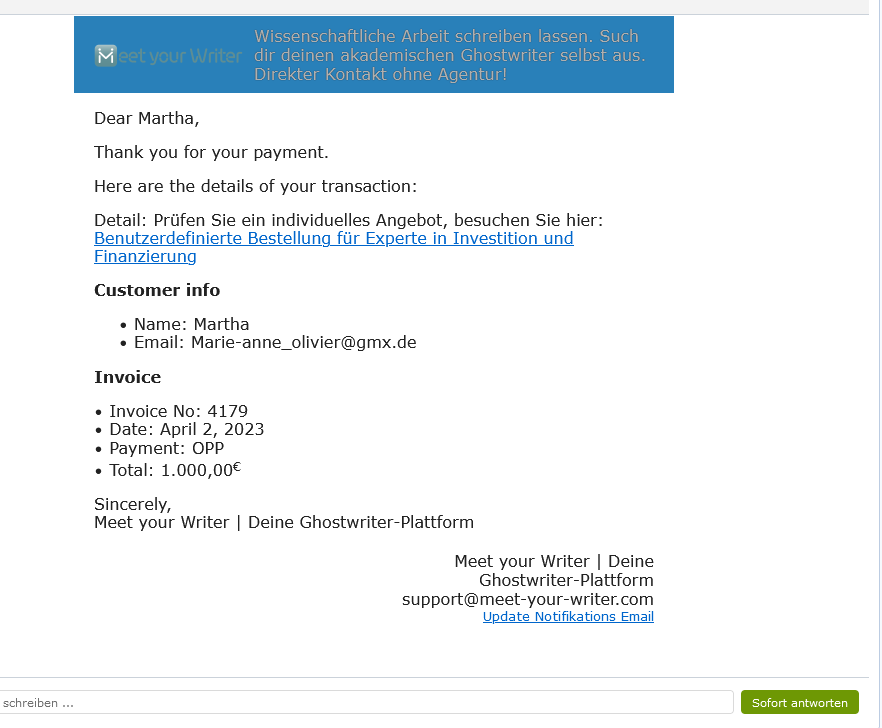 Meet your Writer
Wissenschaftliche Arbeit schreiben lassen. Such
dir deinen akademischen Ghostwriter selbst aus.
Direkter Kontakt ohne Agentur!
Dear Martha,
Thank you for your payment.
Here are the details of your transaction:
Detail: Prüfen Sie ein individuelles Angebot, besuchen Sie hier:
Benutzerdefinierte Bestellung für Experte in Investition und
Finanzierung
Customer info
• Name: Martha
• Email: Marie-anne_olivier@gmx.de
Invoice
• Invoice No: 4179
• Date: April 2, 2023
• Payment: OPP
• Total: 1.000,00€
Sincerely,
Meet your Writer | Deine Ghostwriter-Plattform
Meet your Writer | Deine
Ghostwriter-Plattform
support@meet-your-writer.com
Update Notifikations Email
schreiben ...
Sofort antworten